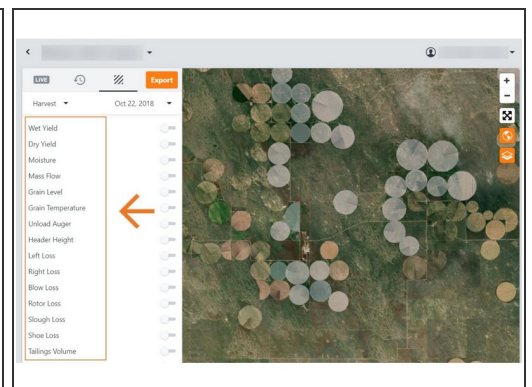 LIVE
Export
Harvest
Oct 22, 2018
Wet Yield
Dry Yield
Moisture
Mass Flow
Grain Level
Grain Temperature
Unload Auger
Header Height
Left Loss
Right Loss
Blow Loss
Rotor Loss
Slough Loss
Shoe Loss
Tailings Volume